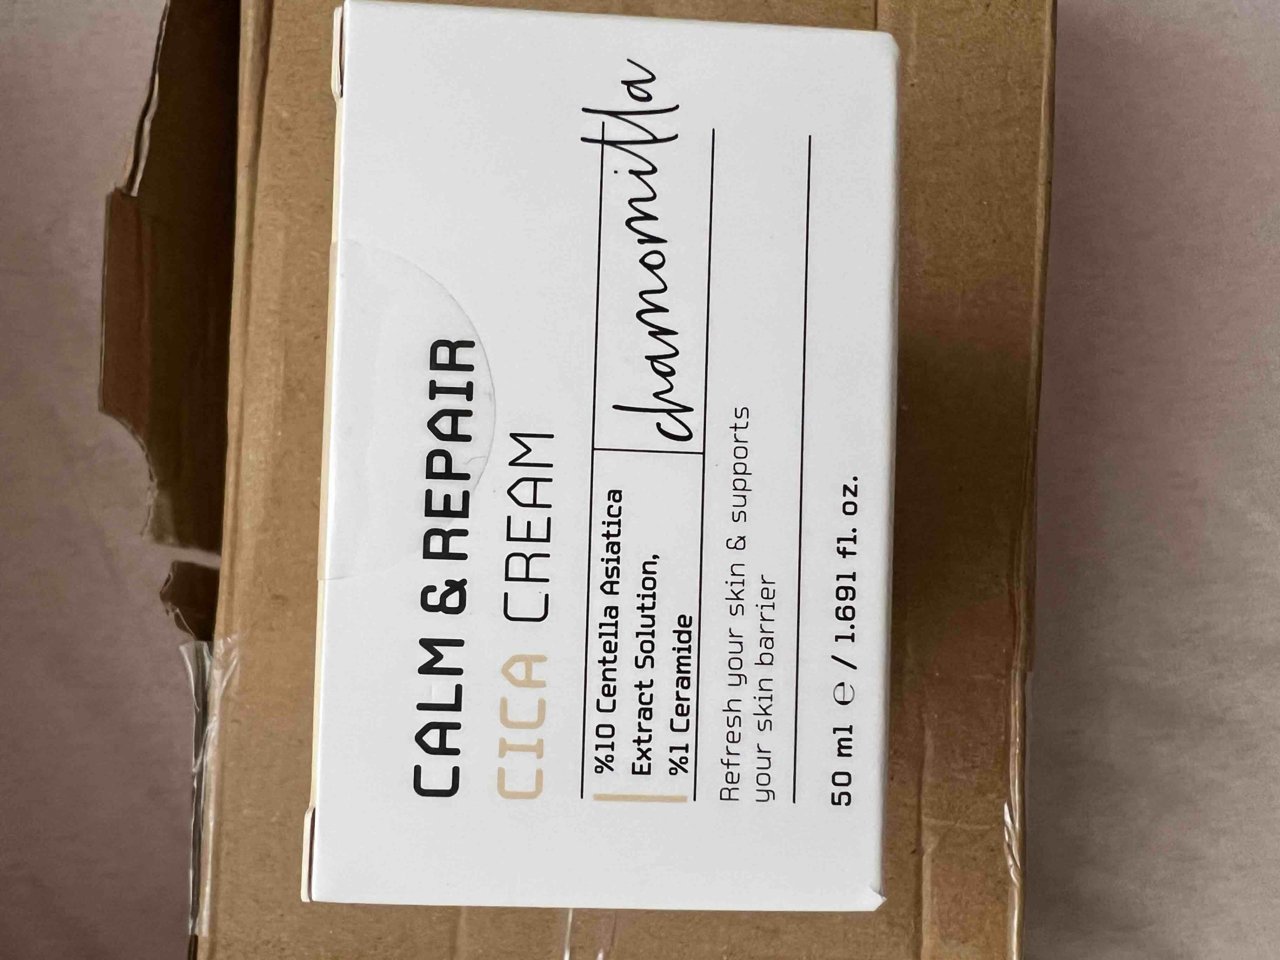 CALM & REPAIR
CICA CREAM
%10 Centella Asiatica
Extract Solution,
%1 Ceramide
chamomilla
Refresh your skin & supports
your skin barrier
50 ml ℮ / 1.691 fl. oz.